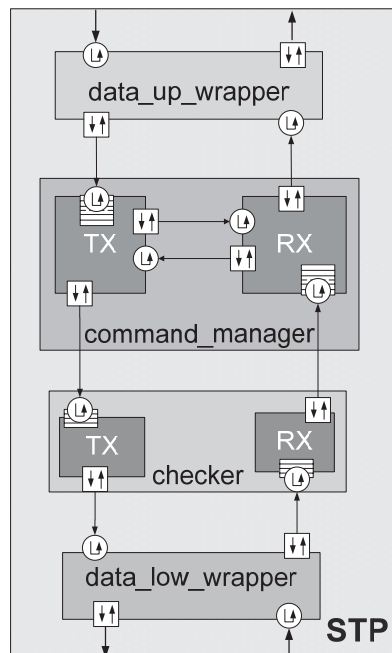 data_up_wrapper
TX
RX
command_manager
TX
RX
checker
data_low_wrapper
STP